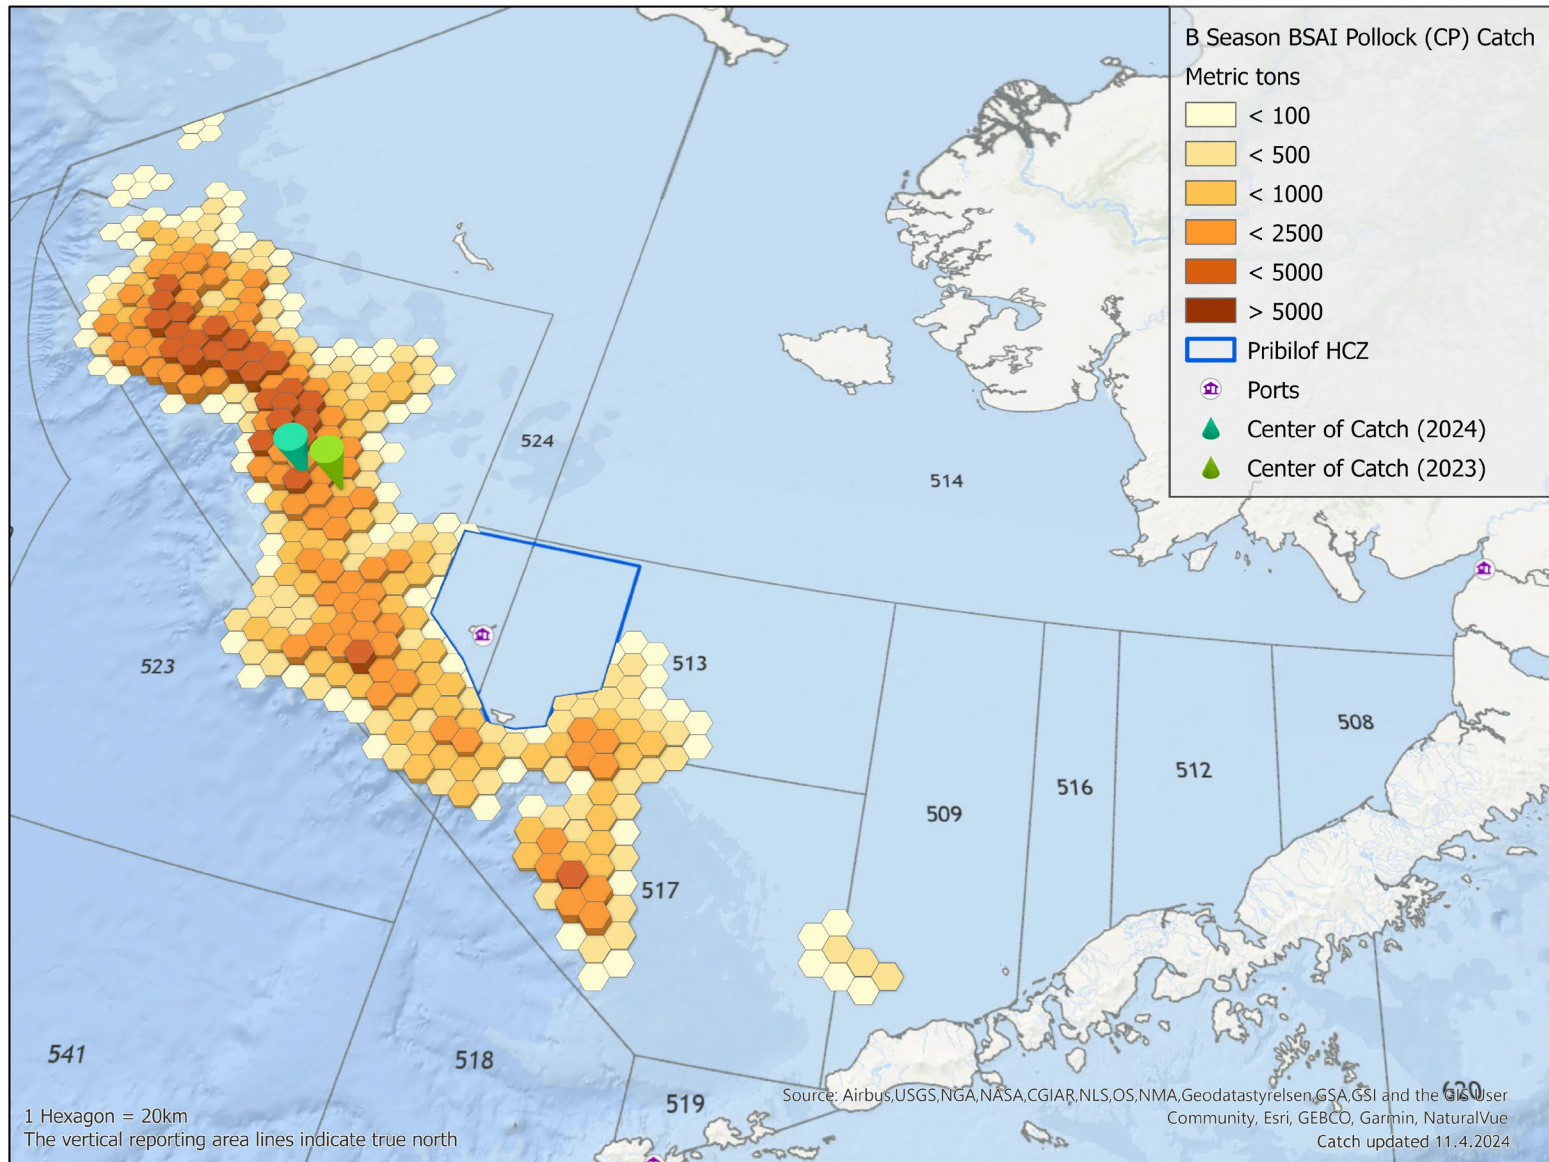 B Season BSAI Pollock (CP) Catch
Metric tons
< 100
< 500
< 1000
< 2500
< 5000
> 5000
Pribilof HCZ
Ports
Center of Catch (2024)
Center of Catch (2023)
524
514
523
513
508
512
516
509
517
541
518
519
620
Source: Airbus,USGS,NGA,NASA,CGIAR,NLS,OS,NMA,Geodatastyrelsen,GSA,GSI and the GIS User
Community, Esri, GEBCO, Garmin, NaturalVue
Catch updated 11.4.2024
1 Hexagon = 20km
The vertical reporting area lines indicate true north